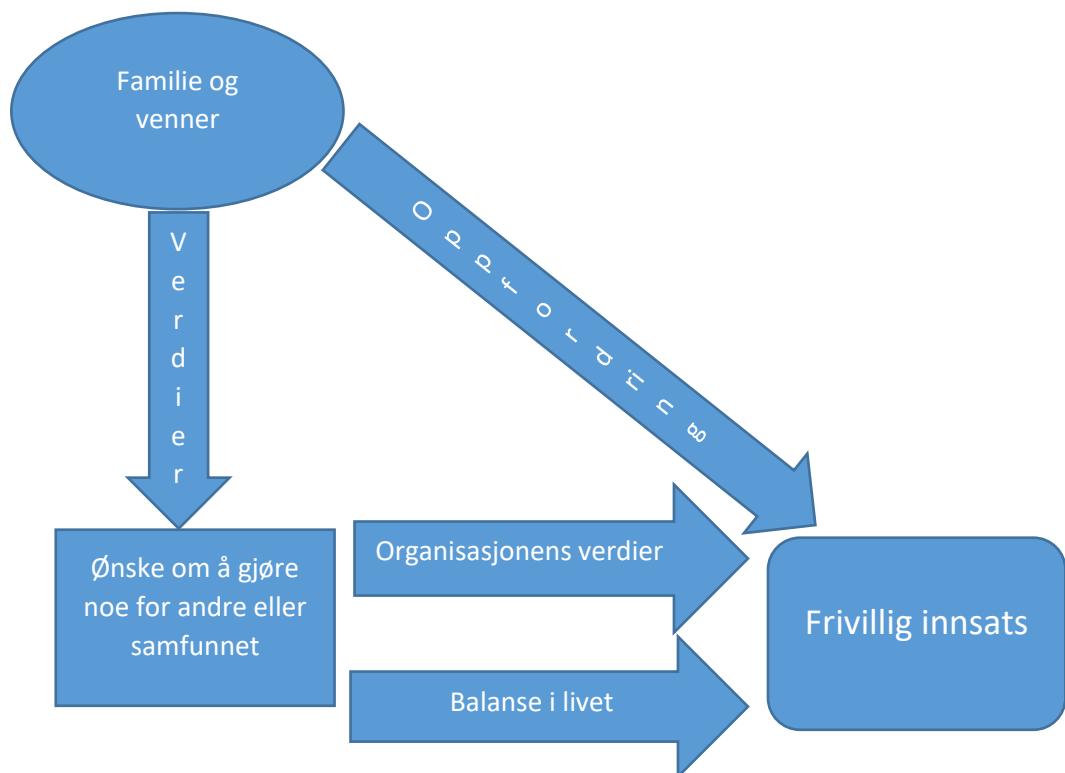 Familie og
venner
Verdier
Oppfordring
Ønske om å gjøre
noe for andre eller
samfunnet
Organisasjonens verdier
Balanse i livet
Frivillig innsats